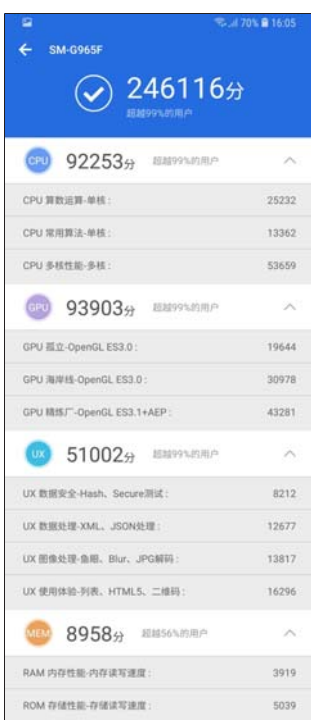 70% 16:05
SM-G965F
246116分
超越99%的用户
CPU 92253分 超越99%的用户
CPU 算数运算-单核: 25232
CPU 常用算法-单核: 13362
CPU 多核性能-多核: 53659
GPU 93903分 超越99%的用户
GPU 孤立-OpenGL ES3.0: 19644
GPU 海岸线-OpenGL ES3.0: 30978
GPU 精炼厂-OpenGL ES3.1+AEP: 43281
UX 51002分 超越99%的用户
UX 数据安全-Hash、Secure测试: 8212
UX 数据处理-XML、JSON处理: 12677
UX 图像处理-鱼眼、Blur、JPG解码: 13817
UX 使用体验-列表、HTML5、二维码: 16296
MEM 8958分 超越56%的用户
RAM 内存性能-内存读写速度: 3919
ROM 存储性能-存储读写速度: 5039